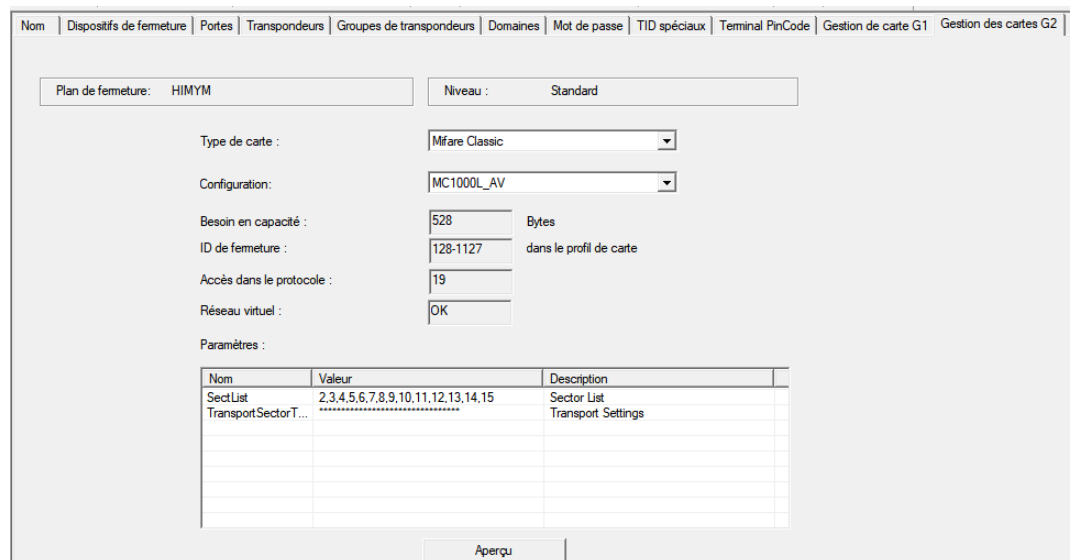 Nom Dispositifs de fermeture Portes Transpondeurs Groupes de transpondeurs Domaines Mot de passe TID spéciaux Terminal PinCode Gestion de carte G1 Gestion des cartes G2
Plan de fermeture: HIMYM Niveau : Standard
Type de carte : Mifare Classic
Configuration: MC1000L_AV
Besoin en capacité : 528 Bytes
ID de fermeture : 128-1127 dans le profil de carte
Accès dans le protocole : 19
Réseau virtuel : OK
Paramètres :
Nom Valeur Description
SectList 2,3,4,5,6,7,8,9,10,11,12,13,14,15 Sector List
TransportSectorT... ******************************** Transport Settings
Aperçu